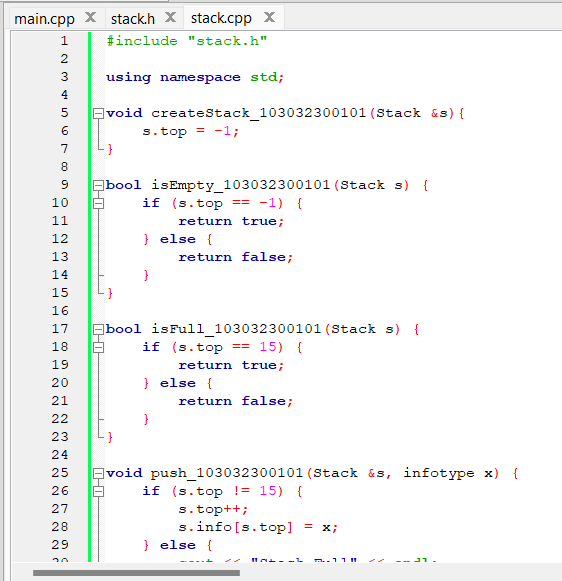 main.cpp stack.h stack.cpp
1 #include "stack.h"
2
3 using namespace std;
4
5 void createStack_103032300101(Stack &s){
6 s.top = -1;
7 }
8
9 bool isEmpty_103032300101(Stack s) {
10 if (s.top == -1) {
11 return true;
12 } else {
13 return false;
14 }
15 }
16
17 bool isFull_103032300101(Stack s) {
18 if (s.top == 15) {
19 return true;
20 } else {
21 return false;
22 }
23 }
24
25 void push_103032300101(Stack &s, infotype x) {
26 if (s.top != 15) {
27 s.top++;
28 s.info[s.top] = x;
29 } else {